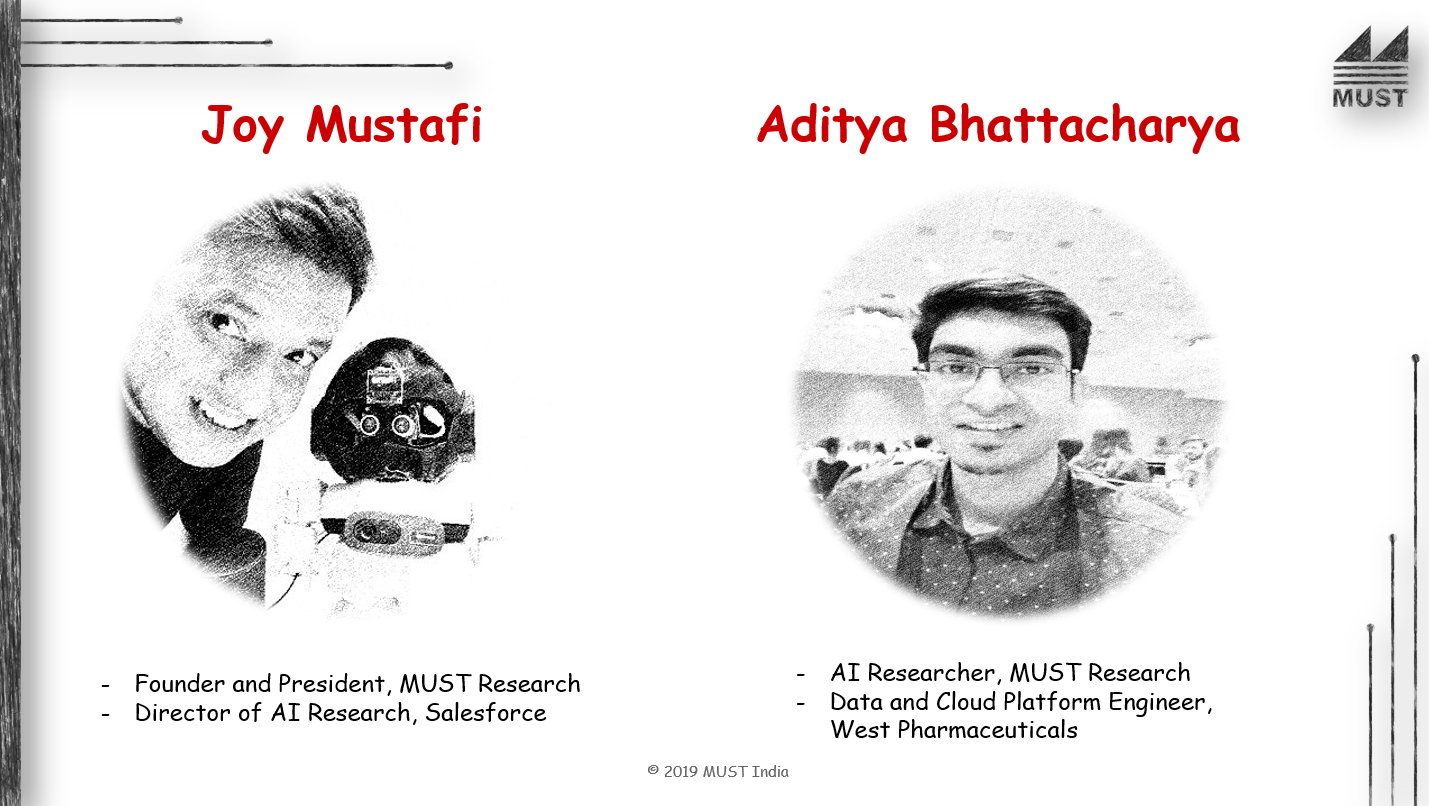 MUST
Joy Mustafi
Aditya Bhattacharya
- Founder and President, MUST Research
- Director of AI Research, Salesforce
- AI Researcher, MUST Research
- Data and Cloud Platform Engineer,
West Pharmaceuticals
© 2019 MUST India